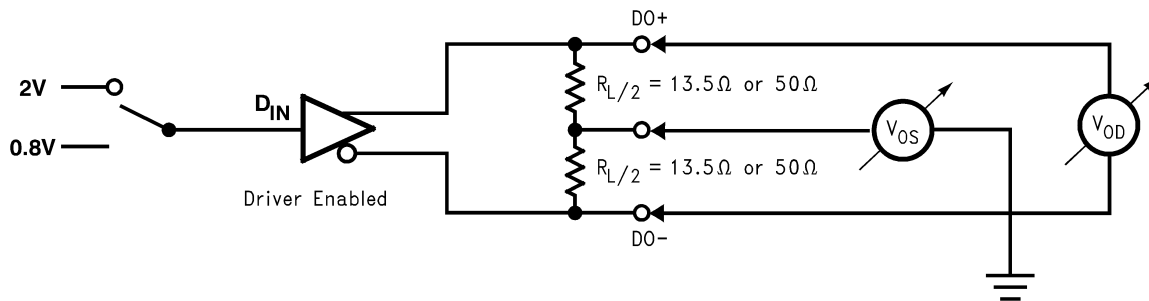 DO+
2V
R_L/2 = 13.5Ω or 50Ω
D_IN
V_OS
V_OD
0.8V
R_L/2 = 13.5Ω or 50Ω
Driver Enabled
DO−